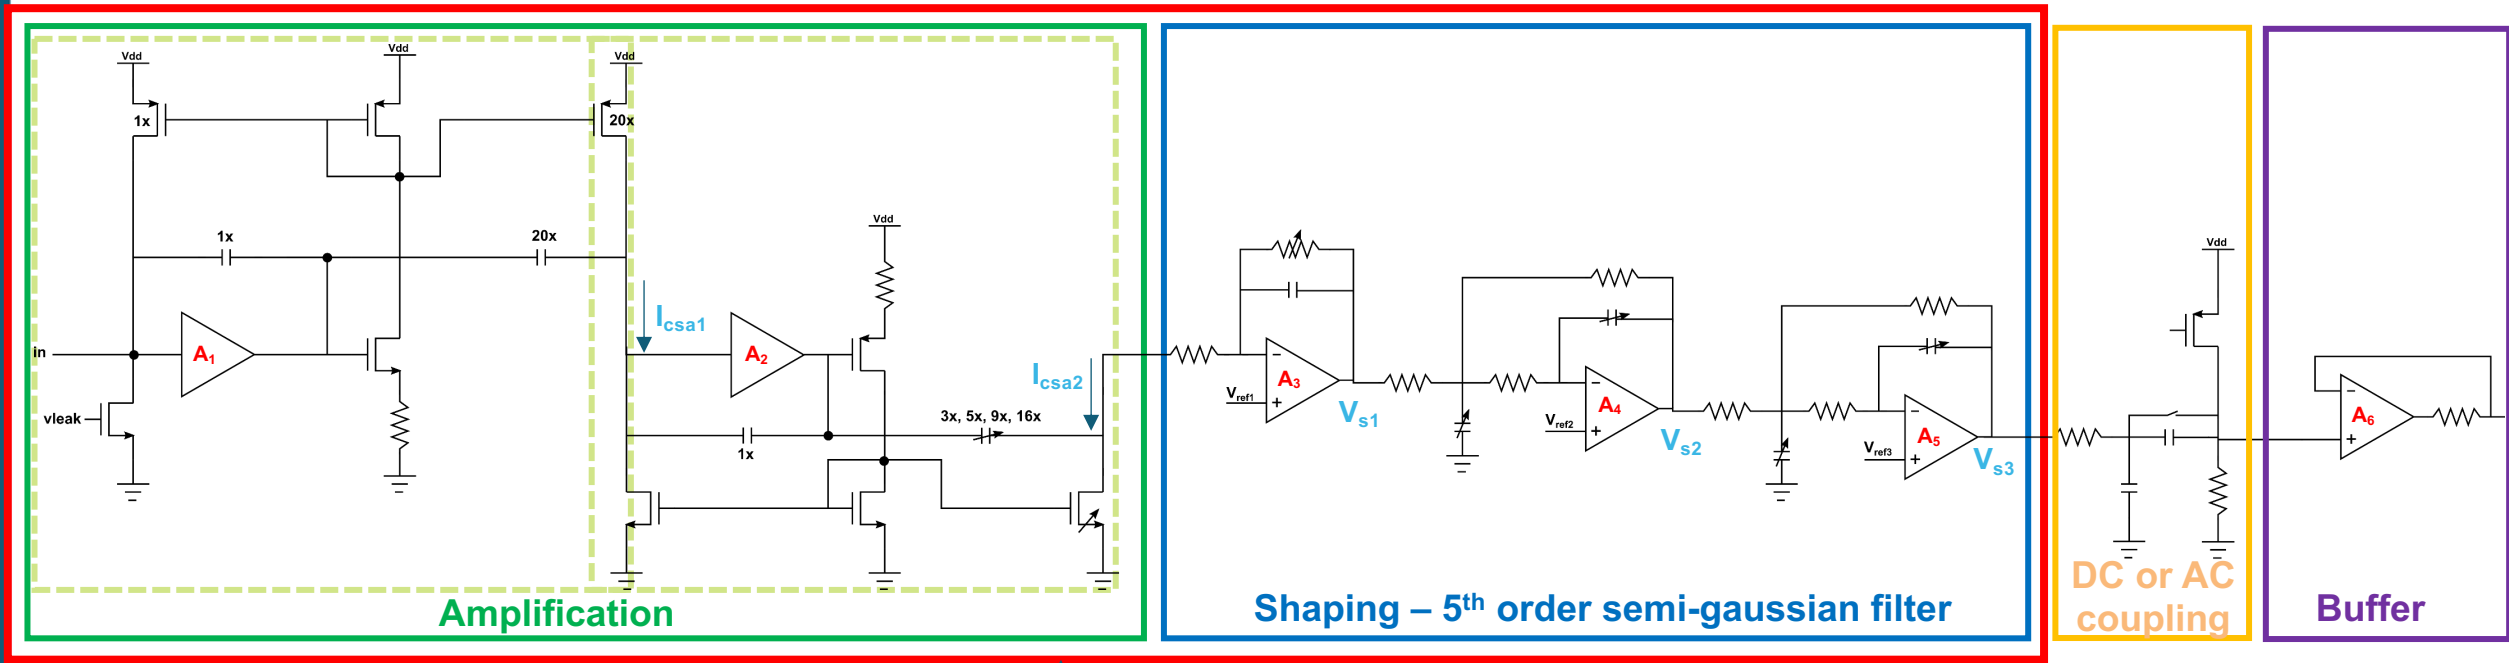 Vdd
Vdd
Vdd
1x
20x
1x
20x
Vdd
in
A1
vleak
Icsa1
A2
Icsa2
3x, 5x, 9x, 16x
1x
Amplification
A3
Vref1
Vs1
A4
Vref2
Vs2
A5
Vref3
Vs3
Shaping – 5th order semi-gaussian filter
Vdd
DC or AC
coupling
A6
Buffer